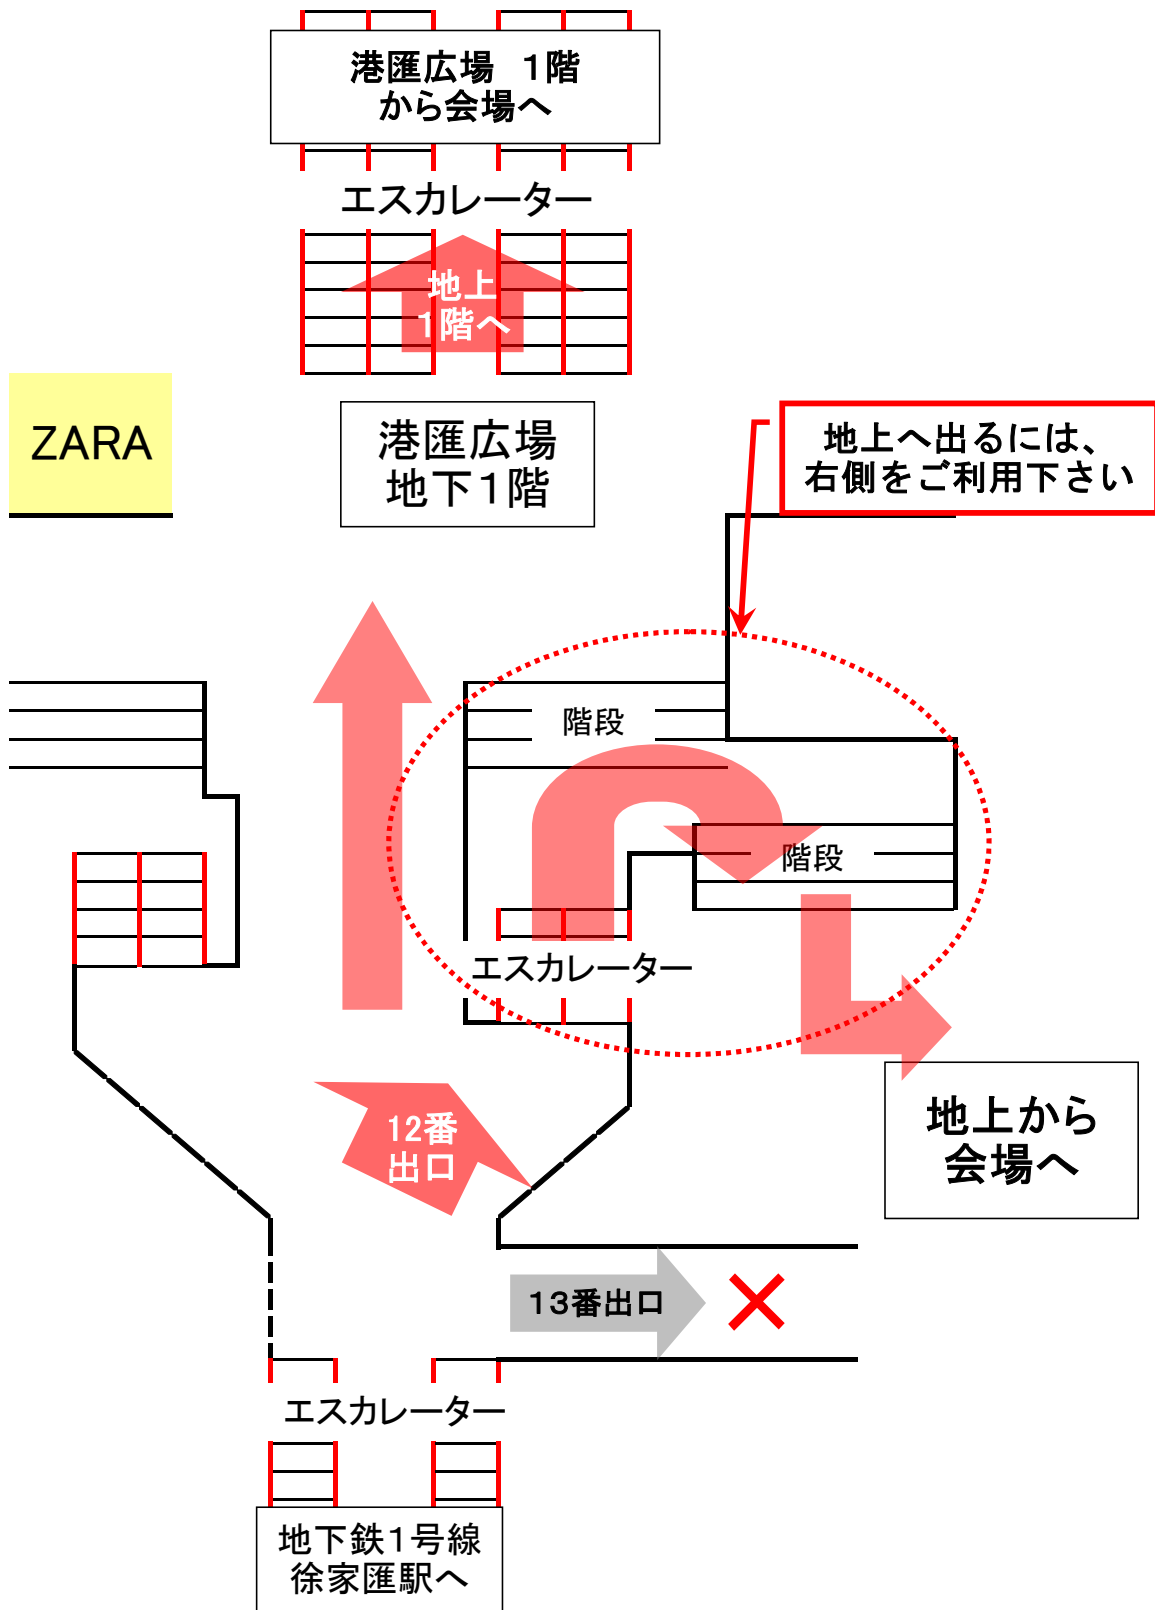 港匯広場　１階
から会場へ
エスカレーター
地上
１階へ
ZARA
港匯広場
地下１階
地上へ出るには、
右側をご利用下さい
階段
階段
エスカレーター
12番
出口
地上から
会場へ
１３番出口
エスカレーター
地下鉄１号線
徐家匯駅へ